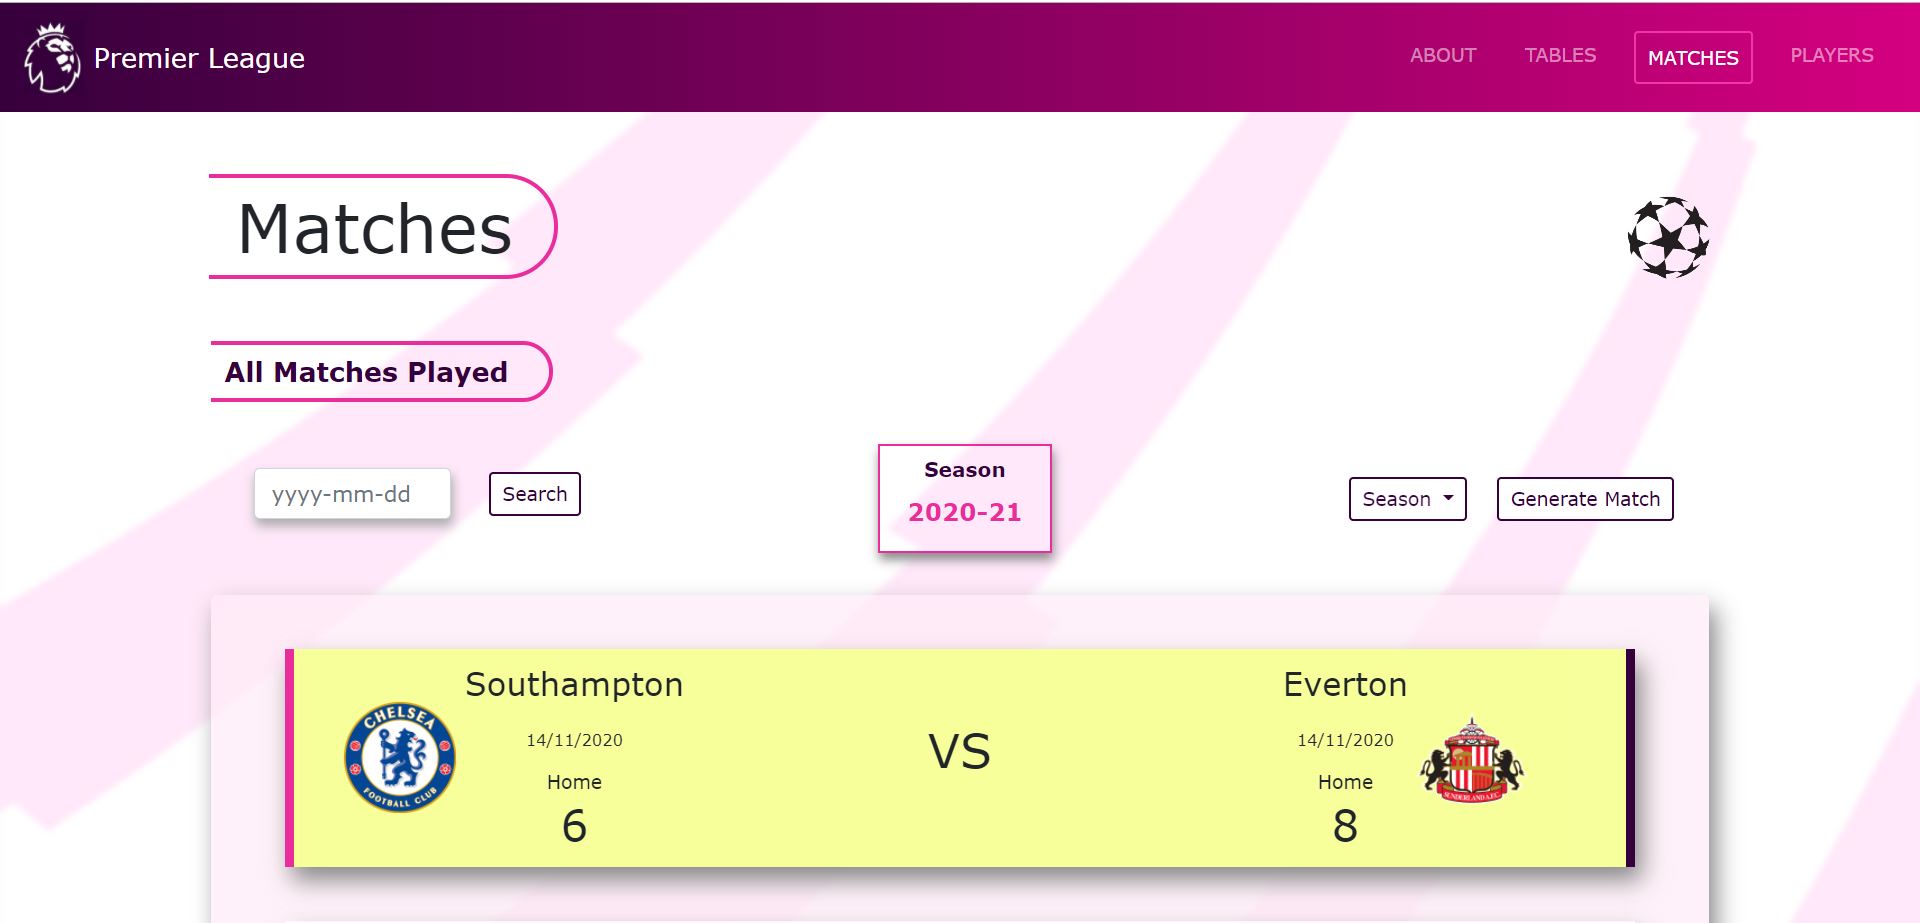 Premier League
ABOUT
TABLES
MATCHES
PLAYERS
Matches
All Matches Played
yyyy-mm-dd
Search
Season
2020-21
Season
Generate Match
Southampton
CHELSEA
FOOTBALL CLUB
14/11/2020
Home
6
VS
Everton
14/11/2020
Home
8
SUNDERLAND A.F.C.